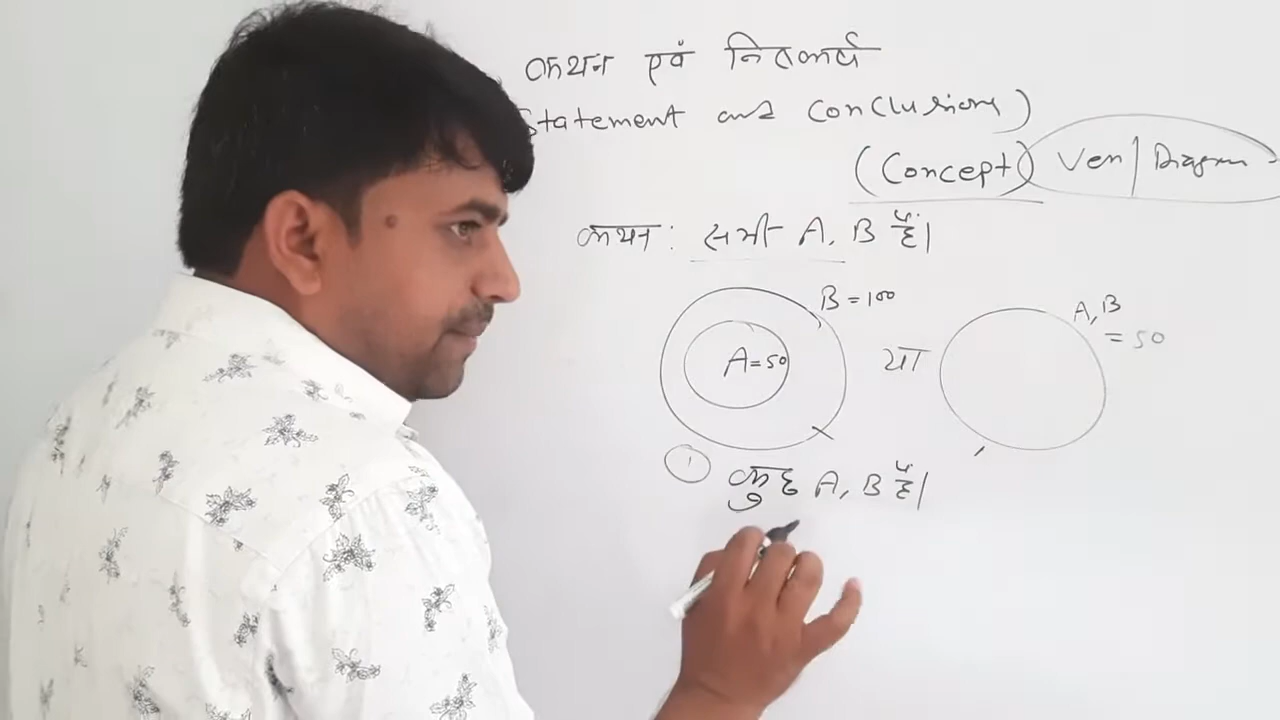 कथन एवं निष्कर्ष
Statement and Conclusions)
(Concept) Ven/Diagram
कथन: सभी A, B हैं।
B = 100
A, B
A = 50
या
= 50
1 कुछ A, B हैं।